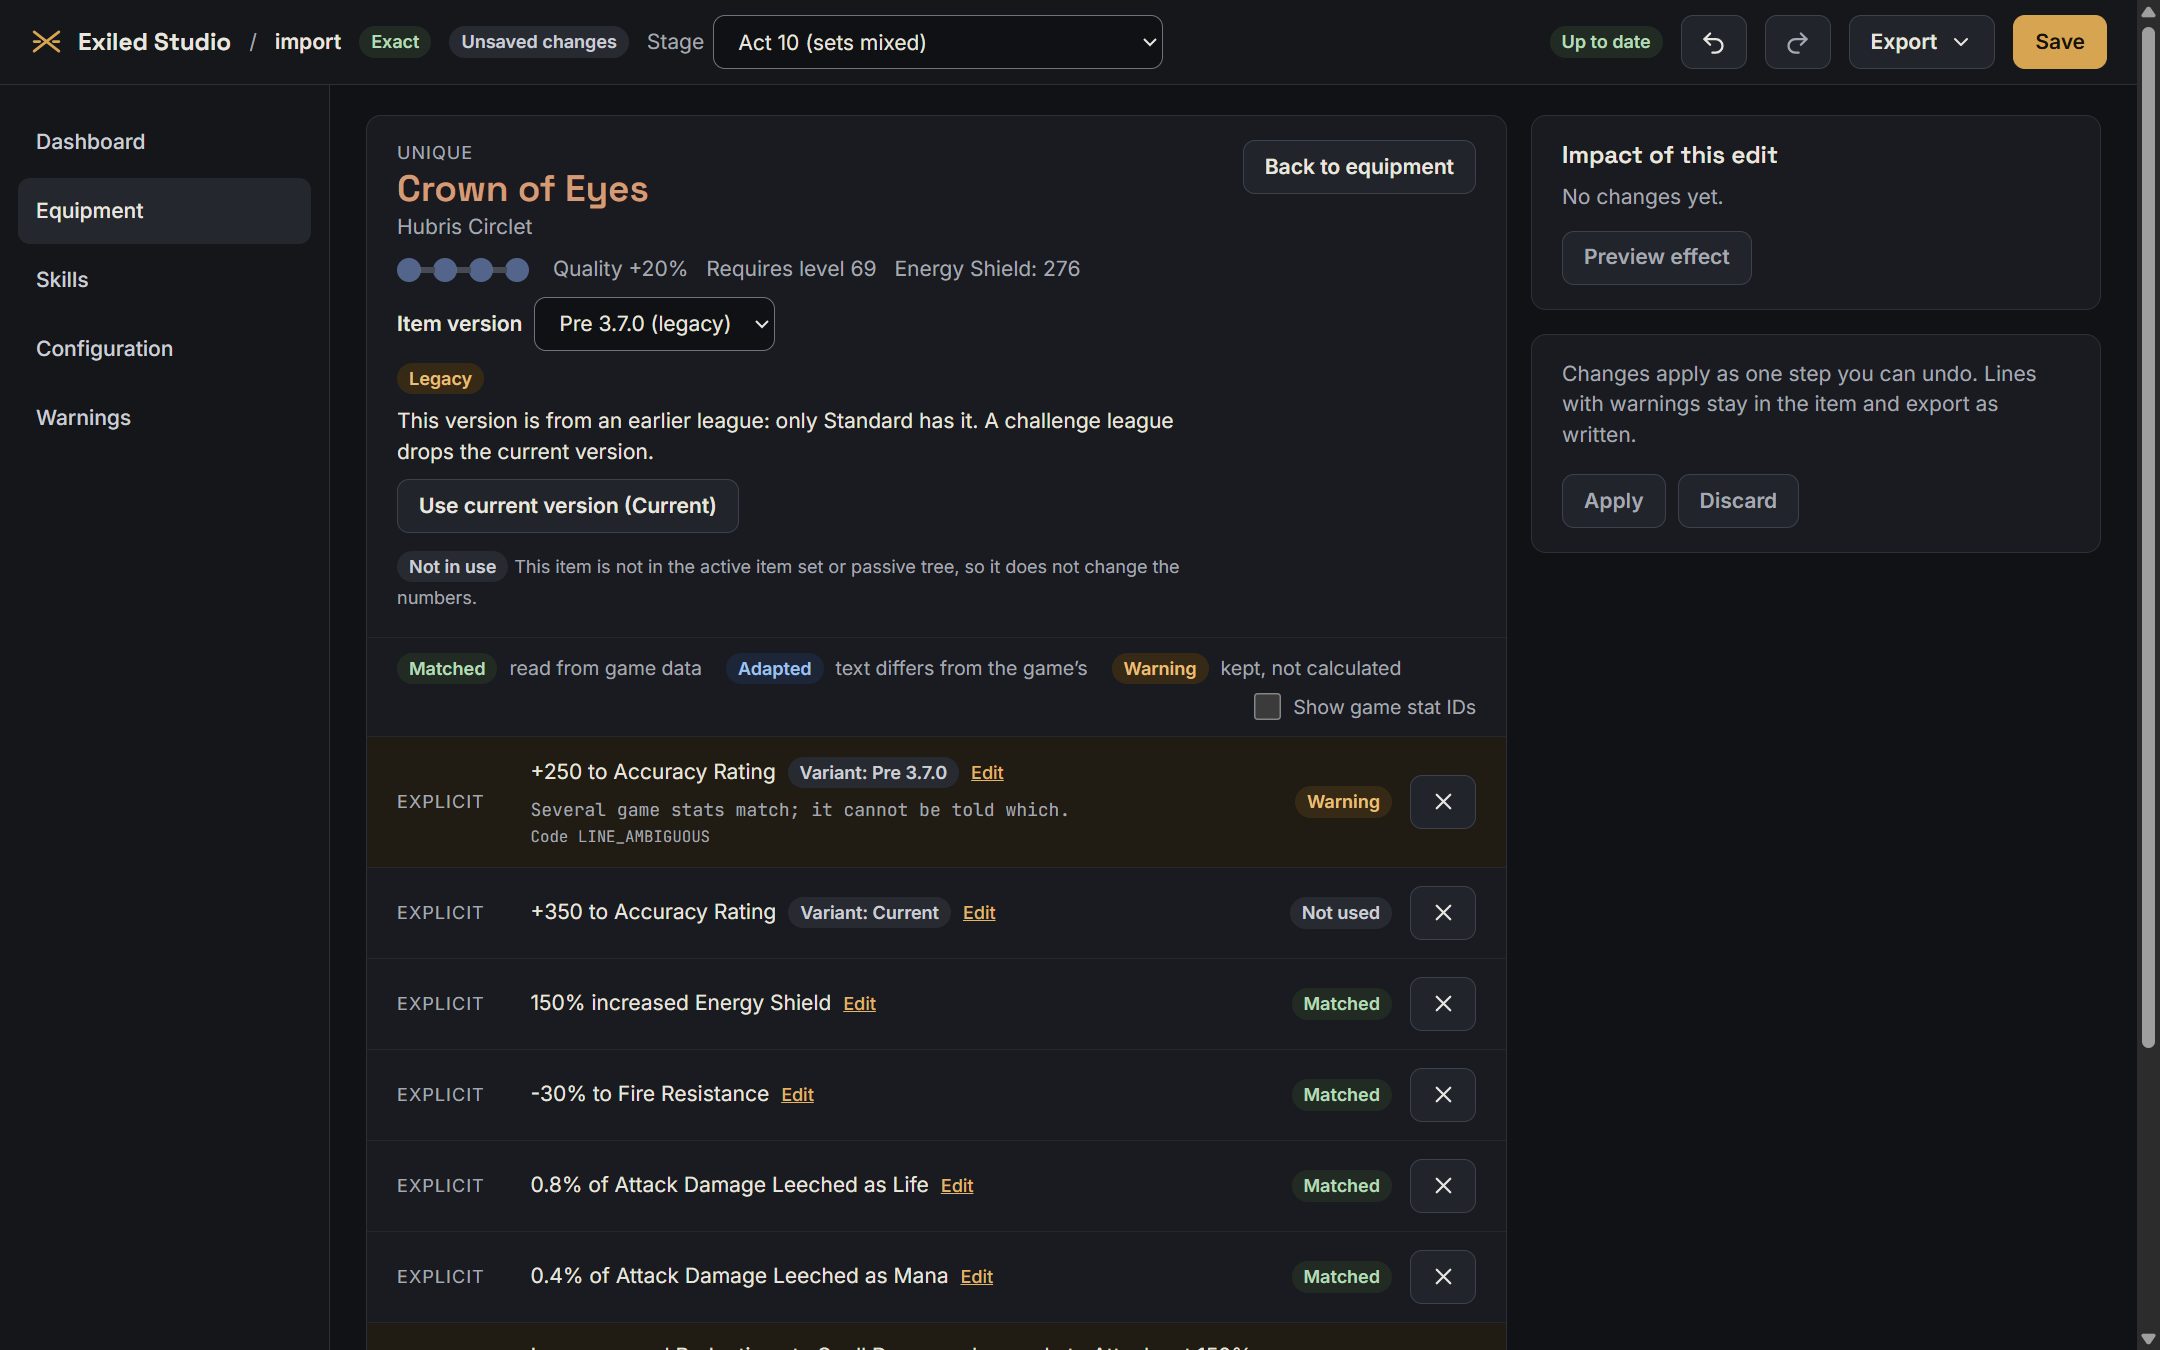 Exiled Studio / import Exact Unsaved changes Stage Act 10 (sets mixed) Up to date Export Save
Dashboard
Equipment
Skills
Configuration
Warnings
UNIQUE
Crown of Eyes
Hubris Circlet
Back to equipment
Quality +20% Requires level 69 Energy Shield: 276
Item version Pre 3.7.0 (legacy)
Legacy
This version is from an earlier league: only Standard has it. A challenge league
drops the current version.
Use current version (Current)
Not in use This item is not in the active item set or passive tree, so it does not change the
numbers.
Matched read from game data Adapted text differs from the game’s Warning kept, not calculated
Show game stat IDs
EXPLICIT +250 to Accuracy Rating Variant: Pre 3.7.0 Edit Warning
Several game stats match; it cannot be told which.
Code LINE_AMBIGUOUS
EXPLICIT +350 to Accuracy Rating Variant: Current Edit Not used
EXPLICIT 150% increased Energy Shield Edit Matched
EXPLICIT -30% to Fire Resistance Edit Matched
EXPLICIT 0.8% of Attack Damage Leeched as Life Edit Matched
EXPLICIT 0.4% of Attack Damage Leeched as Mana Edit Matched
Impact of this edit
No changes yet.
Preview effect
Changes apply as one step you can undo. Lines
with warnings stay in the item and export as
written.
Apply Discard